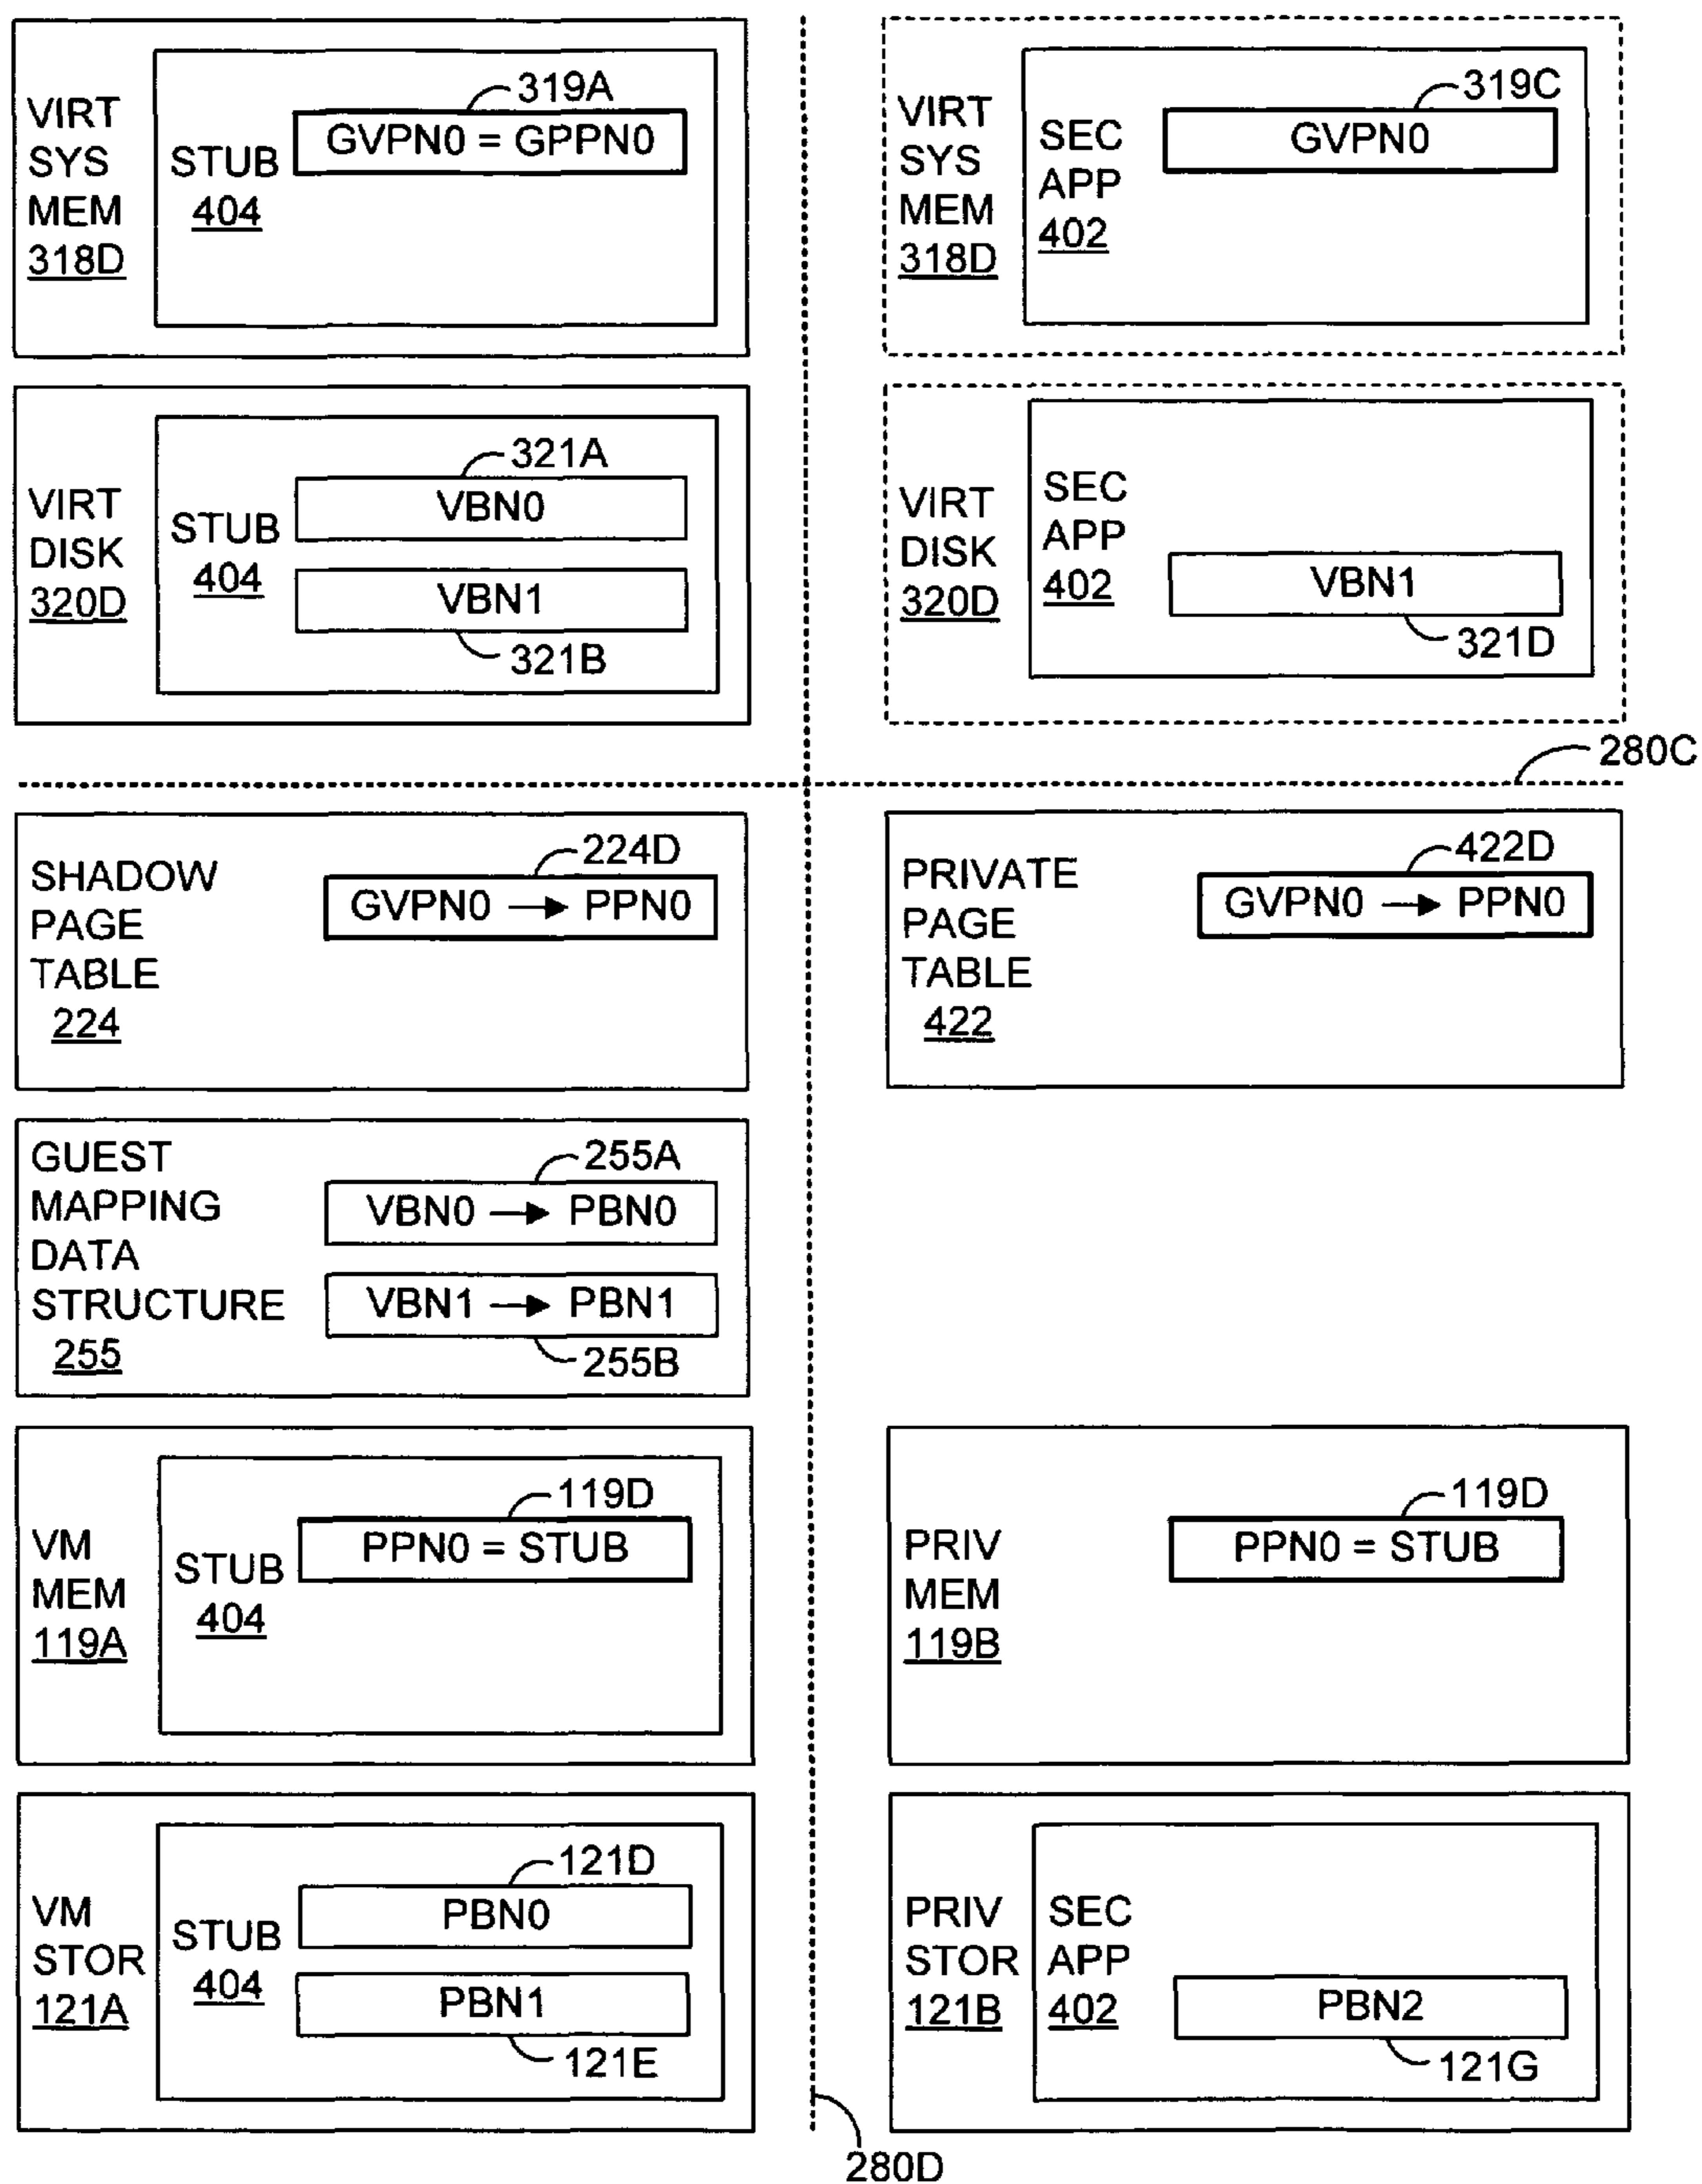 319A
VIRT
SYS
MEM
318D
STUB
404
GVPN0 = GPPN0
319C
VIRT
SYS
MEM
318D
SEC
APP
402
GVPN0
321A
VIRT
DISK
320D
STUB
404
VBN0
VBN1
321B
VIRT
DISK
320D
SEC
APP
402
VBN1
321D
280C
SHADOW
PAGE
TABLE
224
224D
GVPN0 → PPN0
PRIVATE
PAGE
TABLE
422
422D
GVPN0 → PPN0
GUEST
MAPPING
DATA
STRUCTURE
255
255A
VBN0 → PBN0
VBN1 → PBN1
255B
VM
MEM
119A
STUB
404
119D
PPN0 = STUB
PRIV
MEM
119B
119D
PPN0 = STUB
VM
STOR
121A
STUB
404
121D
PBN0
PBN1
121E
PRIV
STOR
121B
SEC
APP
402
PBN2
121G
280D